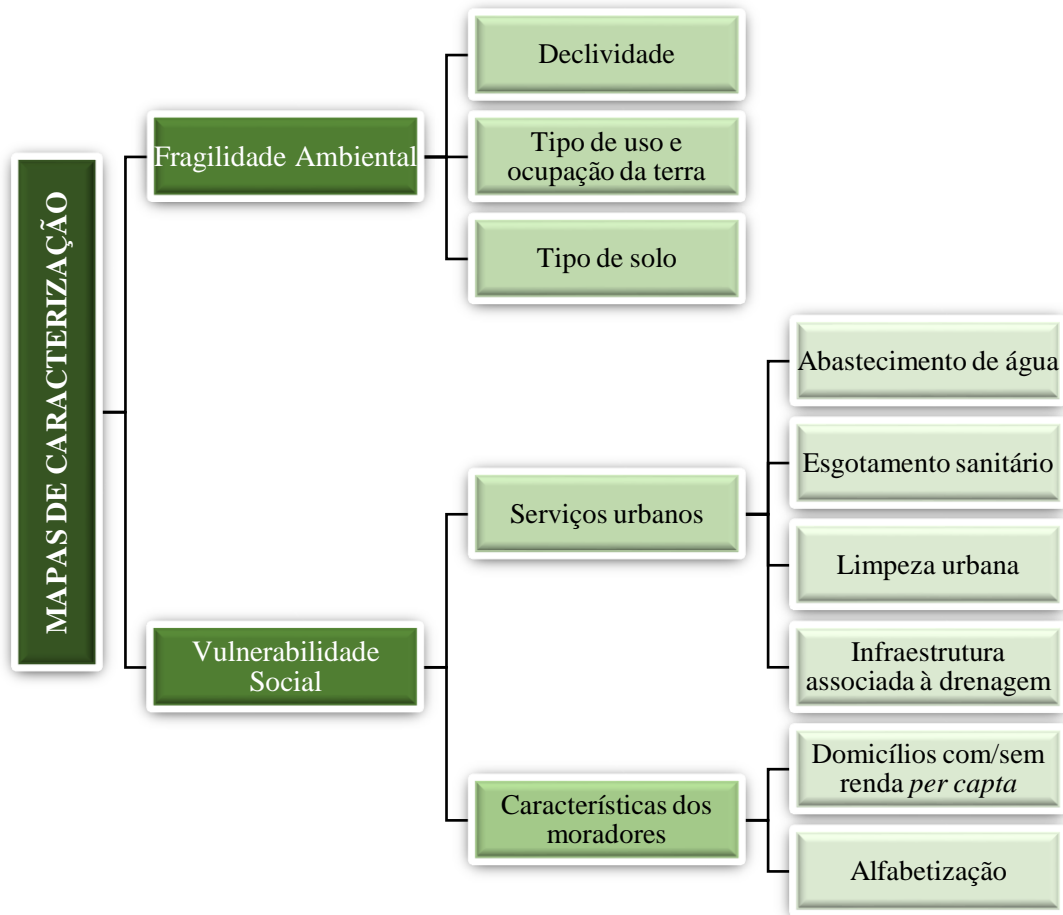 MAPAS DE CARACTERIZAÇÃO
Fragilidade Ambiental
Declividade
Tipo de uso e
ocupação da terra
Tipo de solo
Vulnerabilidade
Social
Serviços urbanos
Abastecimento de água
Esgotamento sanitário
Limpeza urbana
Infraestrutura
associada à drenagem
Características dos
moradores
Domicílios com/sem
renda per capta
Alfabetização